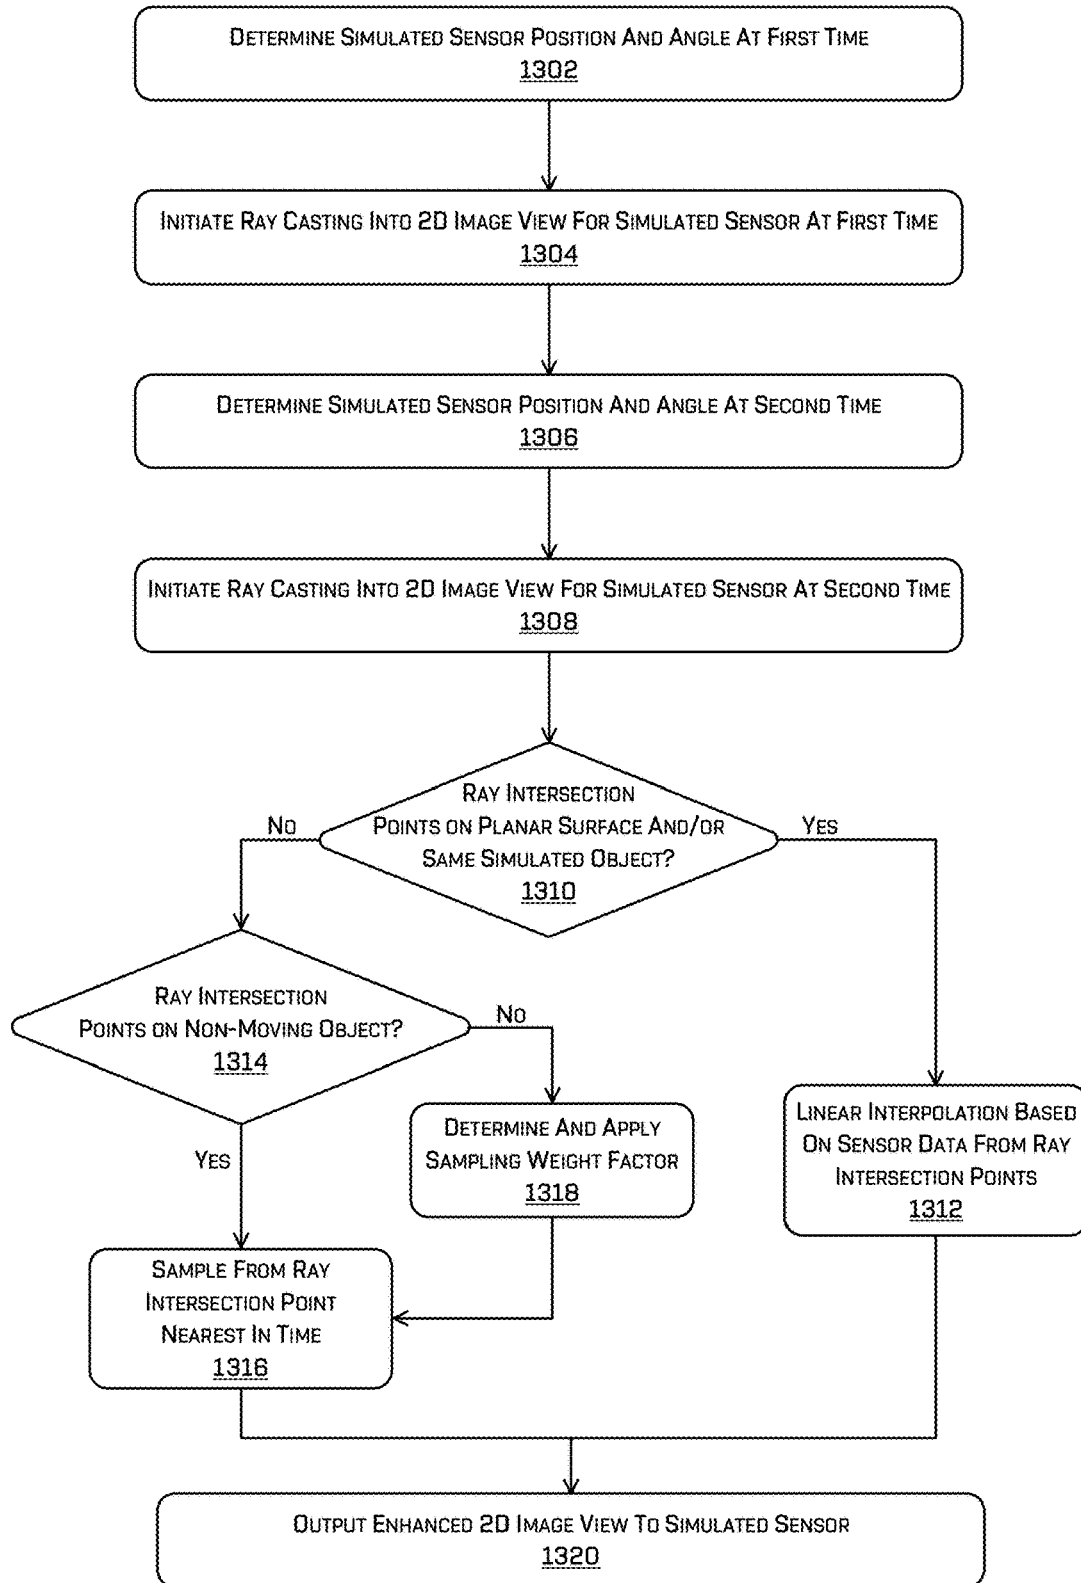 DETERMINE SIMULATED SENSOR POSITION AND ANGLE AT FIRST TIME
1302
INITIATE RAY CASTING INTO 2D IMAGE VIEW FOR SIMULATED SENSOR AT FIRST TIME
1304
DETERMINE SIMULATED SENSOR POSITION AND ANGLE AT SECOND TIME
1306
INITIATE RAY CASTING INTO 2D IMAGE VIEW FOR SIMULATED SENSOR AT SECOND TIME
1308
RAY INTERSECTION
POINTS ON PLANAR SURFACE AND/OR
SAME SIMULATED OBJECT?
1310
NO
YES
RAY INTERSECTION
POINTS ON NON-MOVING OBJECT?
1314
NO
YES
DETERMINE AND APPLY
SAMPLING WEIGHT FACTOR
1318
LINEAR INTERPOLATION BASED
ON SENSOR DATA FROM RAY
INTERSECTION POINTS
1312
SAMPLE FROM RAY
INTERSECTION POINT
NEAREST IN TIME
1316
OUTPUT ENHANCED 2D IMAGE VIEW TO SIMULATED SENSOR
1320